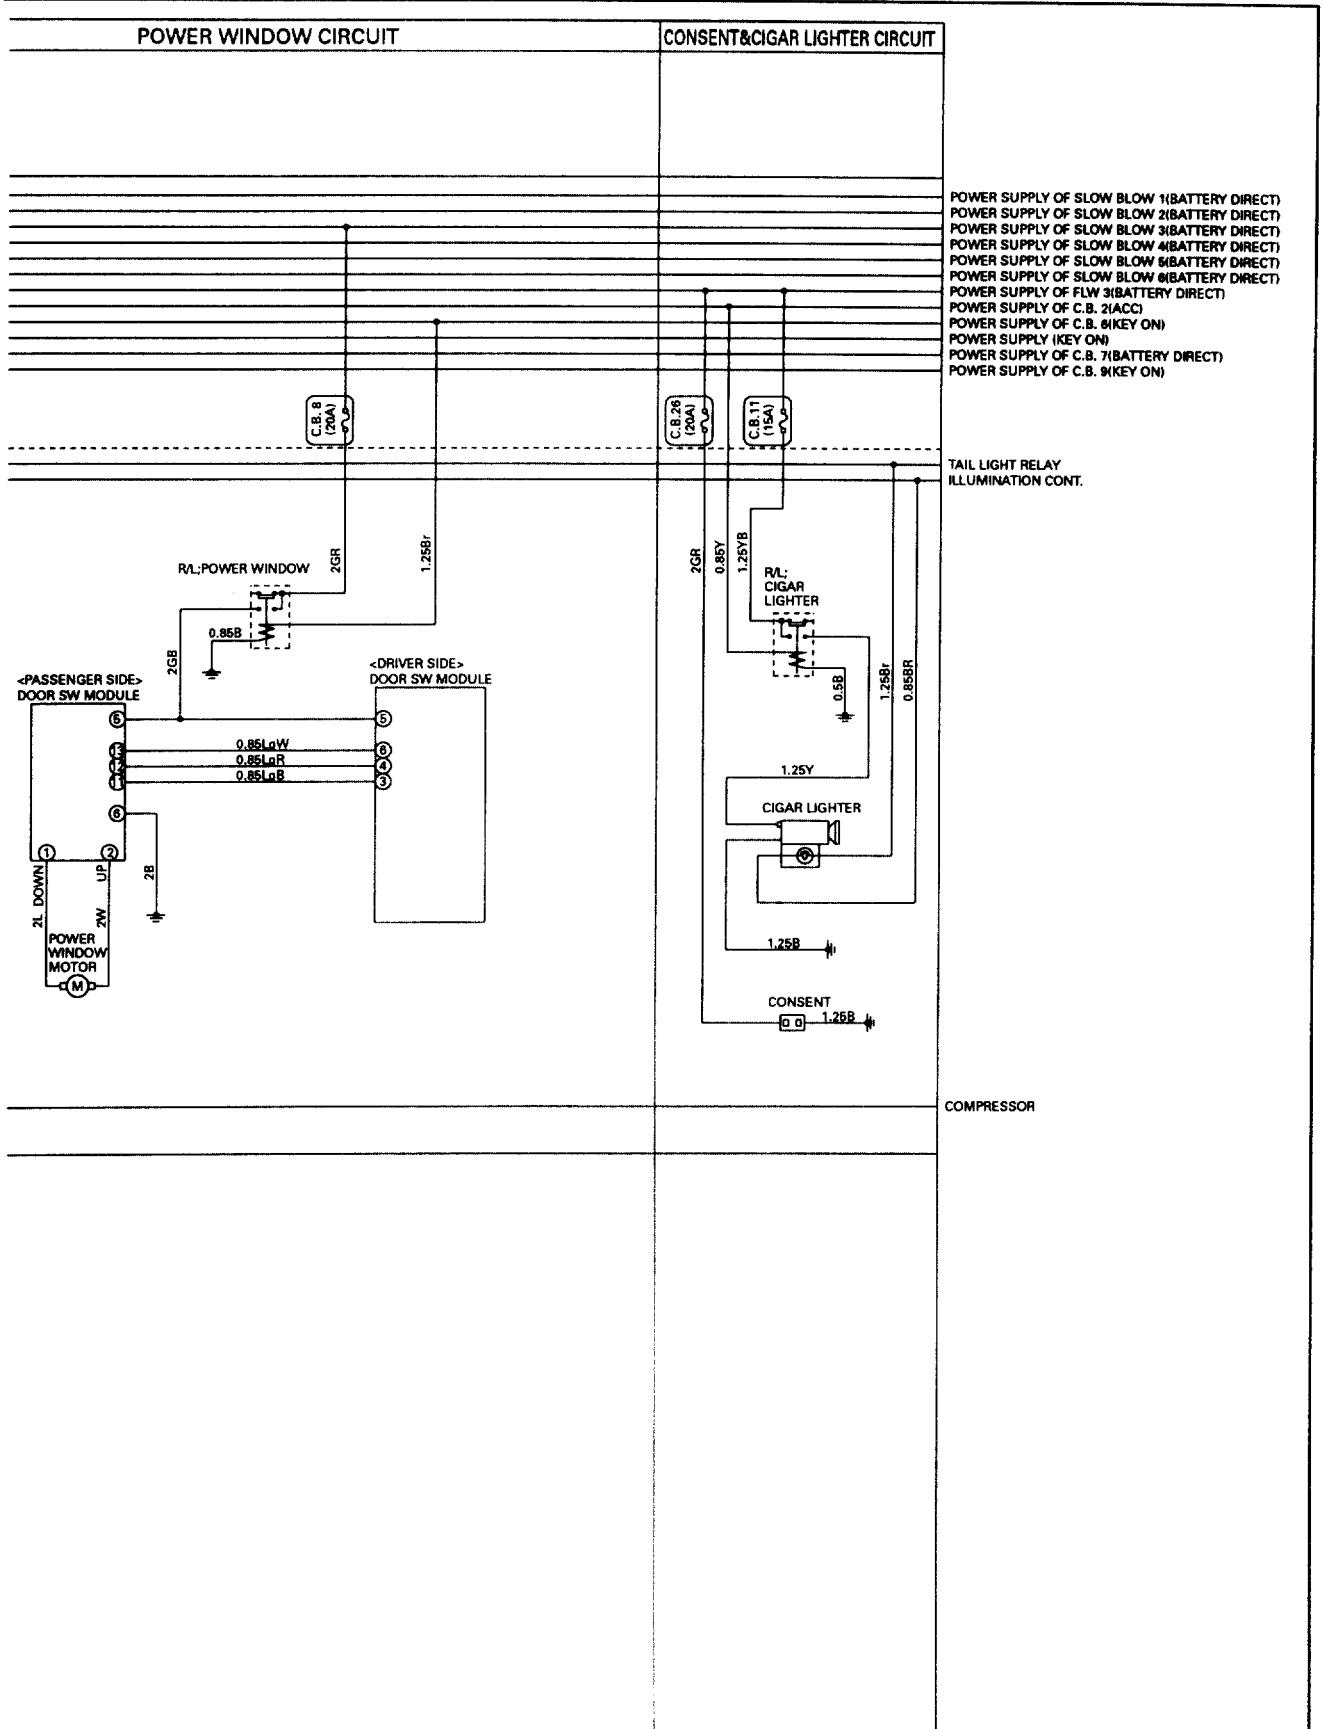 POWER WINDOW CIRCUIT
CONSENT&CIGAR LIGHTER CIRCUIT
POWER SUPPLY OF SLOW BLOW 1(BATTERY DIRECT)
POWER SUPPLY OF SLOW BLOW 2(BATTERY DIRECT)
POWER SUPPLY OF SLOW BLOW 3(BATTERY DIRECT)
POWER SUPPLY OF SLOW BLOW 4(BATTERY DIRECT)
POWER SUPPLY OF SLOW BLOW 5(BATTERY DIRECT)
POWER SUPPLY OF SLOW BLOW 6(BATTERY DIRECT)
POWER SUPPLY OF FLW 3(BATTERY DIRECT)
POWER SUPPLY OF C.B. 2(ACC)
POWER SUPPLY OF C.B. 6(KEY ON)
POWER SUPPLY (KEY ON)
POWER SUPPLY OF C.B. 7(BATTERY DIRECT)
POWER SUPPLY OF C.B. 9(KEY ON)
C.B. 8
(20A)
C.B.26
(20A)
C.B.11
(15A)
TAIL LIGHT RELAY
ILLUMINATION CONT.
2GR
1.25Br
2GR
0.85Y
1.25YB
R/L;POWER WINDOW
R/L;
CIGAR
LIGHTER
0.85B
2GB
<PASSENGER SIDE>
DOOR SW MODULE
<DRIVER SIDE>
DOOR SW MODULE
0.5B
1.25Br
0.85BR
5
5
13
0.85LgW
6
12
0.85LgR
4
11
0.85LgB
3
6
1
2
2L DOWN
2W UP
2B
POWER
WINDOW
MOTOR
M
1.25Y
CIGAR LIGHTER
1.25B
CONSENT
1.25B
COMPRESSOR